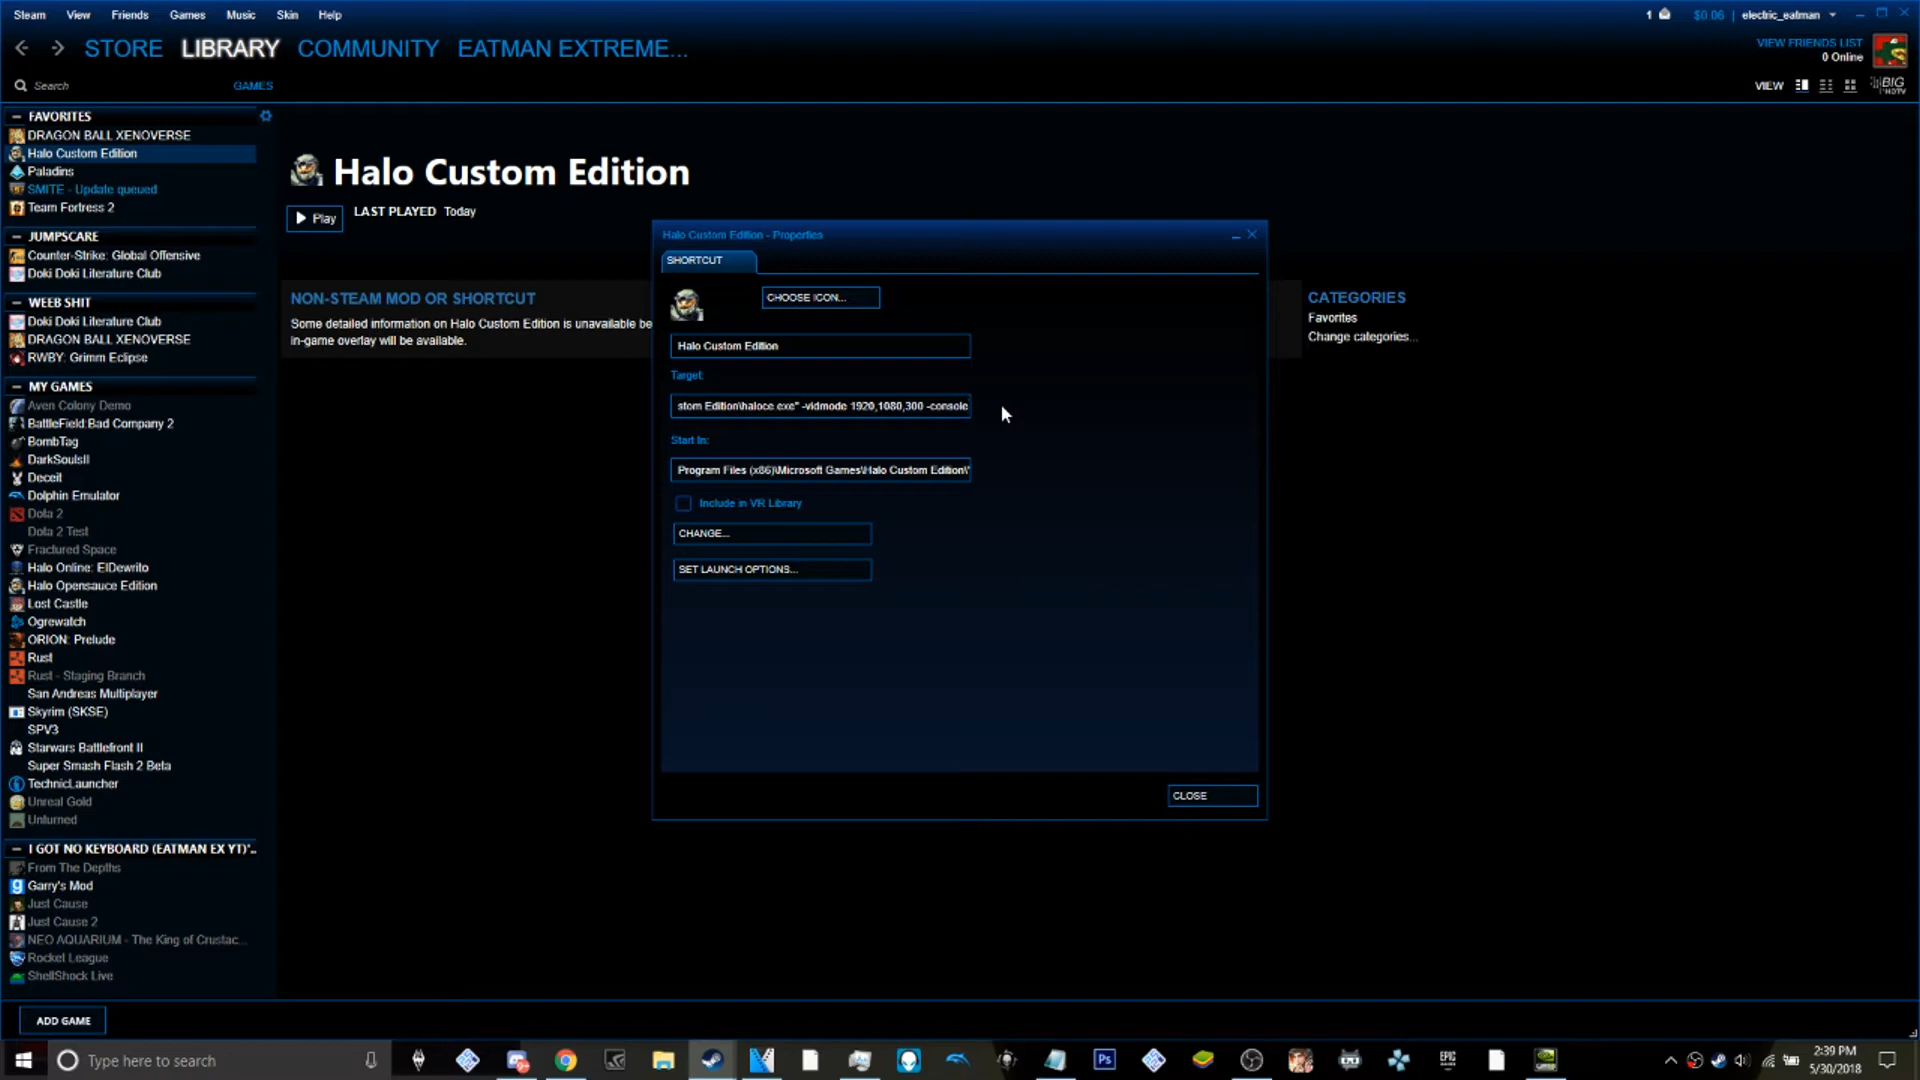 Steam View Friends Games Music Skin Help
1 $0.06 | electric_eatman
STORE LIBRARY COMMUNITY EATMAN EXTREME...
VIEW FRIENDS LIST
0 Online
Search GAMES
VIEW
BIG
HDTV
FAVORITES
DRAGON BALL XENOVERSE
Halo Custom Edition
Paladins
SMITE - Update queued
Team Fortress 2
JUMPSCARE
Counter-Strike: Global Offensive
Doki Doki Literature Club
WEEB SHIT
Doki Doki Literature Club
DRAGON BALL XENOVERSE
RWBY: Grimm Eclipse
MY GAMES
Aven Colony Demo
BattleField:Bad Company 2
BombTag
DarkSoulsII
Deceit
Dolphin Emulator
Dota 2
Dota 2 Test
Fractured Space
Halo Online: ElDewrito
Halo Opensauce Edition
Lost Castle
Ogrewatch
ORION: Prelude
Rust
Rust - Staging Branch
San Andreas Multiplayer
Skyrim (SKSE)
SPV3
Starwars Battlefront II
Super Smash Flash 2 Beta
TechnicLauncher
Unreal Gold
Unturned
I GOT NO KEYBOARD (EATMAN EX YT)'..
From The Depths
Garry's Mod
Just Cause
Just Cause 2
NEO AQUARIUM - The King of Crustac...
Rocket League
ShellShock Live
ADD GAME
Halo Custom Edition
Play
LAST PLAYED Today
NON-STEAM MOD OR SHORTCUT
Some detailed information on Halo Custom Edition is unavailable be
in-game overlay will be available.
Halo Custom Edition - Properties
SHORTCUT
CHOOSE ICON...
Halo Custom Edition
Target:
stom Edition\haloce.exe" -vidmode 1920,1080,300 -console
Start In:
Program Files (x86)\Microsoft Games\Halo Custom Edition\"
Include in VR Library
CHANGE...
SET LAUNCH OPTIONS...
CLOSE
CATEGORIES
Favorites
Change categories...
Type here to search
Ps
EPIC
2:39 PM
5/30/2018